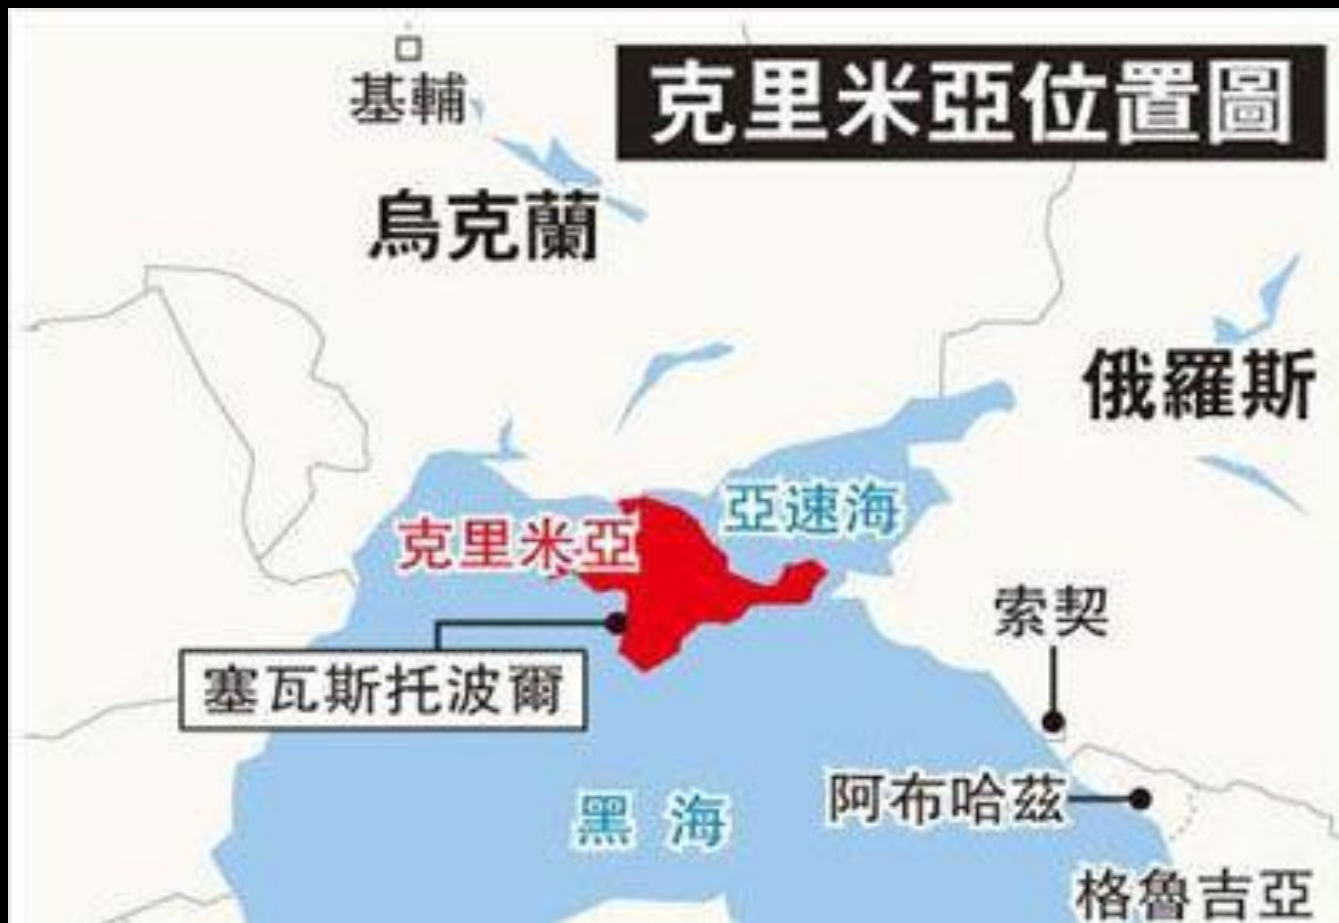 克里米亞位置圖
基輔
烏克蘭
俄羅斯
亞速海
克里米亞
索契
塞瓦斯托波爾
阿布哈茲
黑海
格魯吉亞